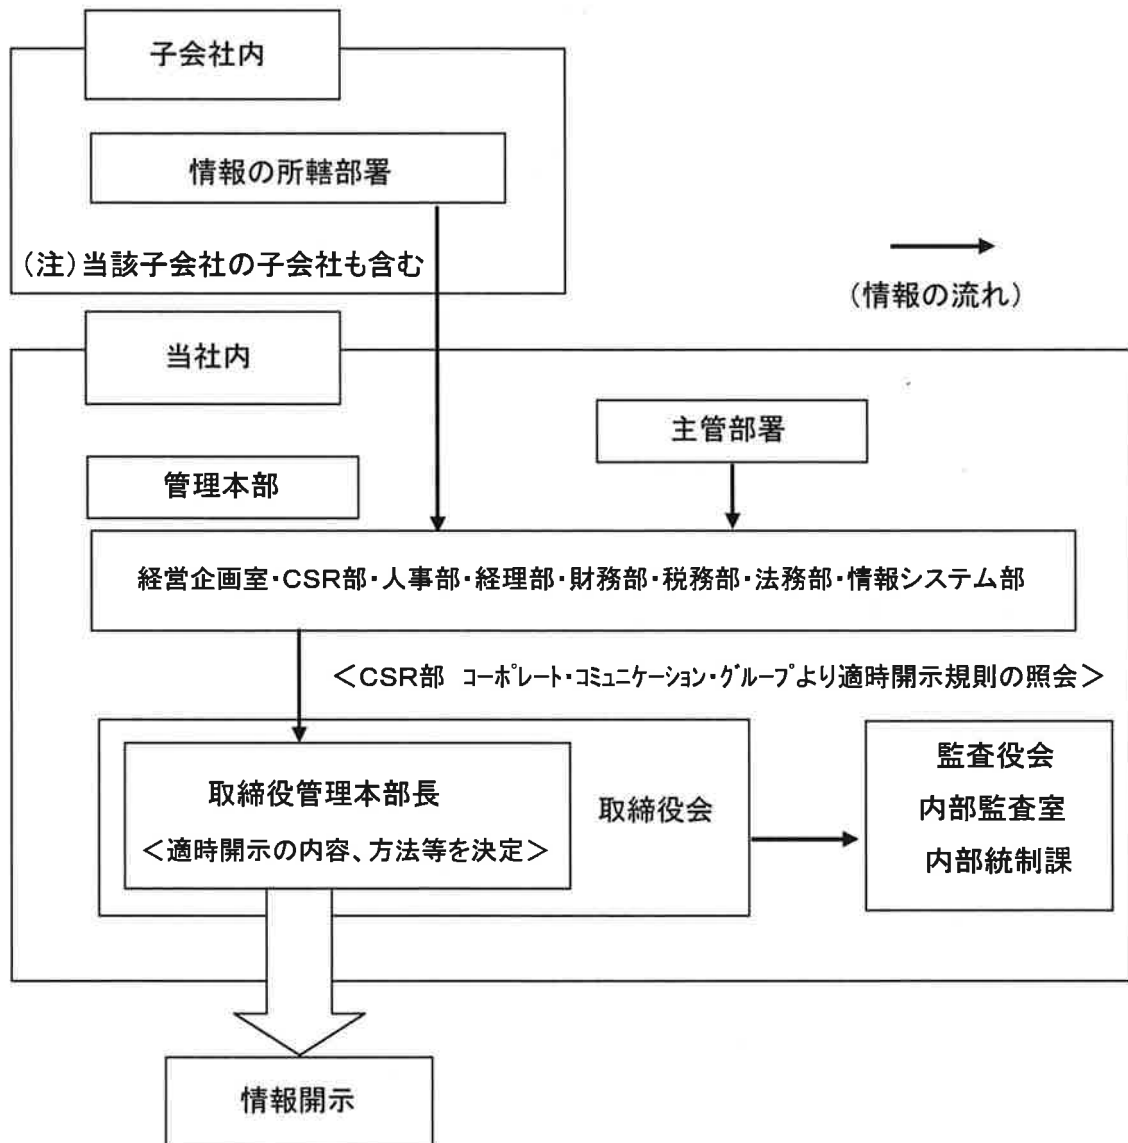 子会社内
情報の所轄部署
(注)当該子会社の子会社も含む
(情報の流れ)
当社内
主管部署
管理本部
経営企画室・CSR部・人事部・経理部・財務部・税務部・法務部・情報システム部
<CSR部 コーポレート・コミュニケーション・グループより適時開示規則の照会>
取締役管理本部長
<適時開示の内容、方法等を決定>
取締役会
監査役会
内部監査室
内部統制課
情報開示